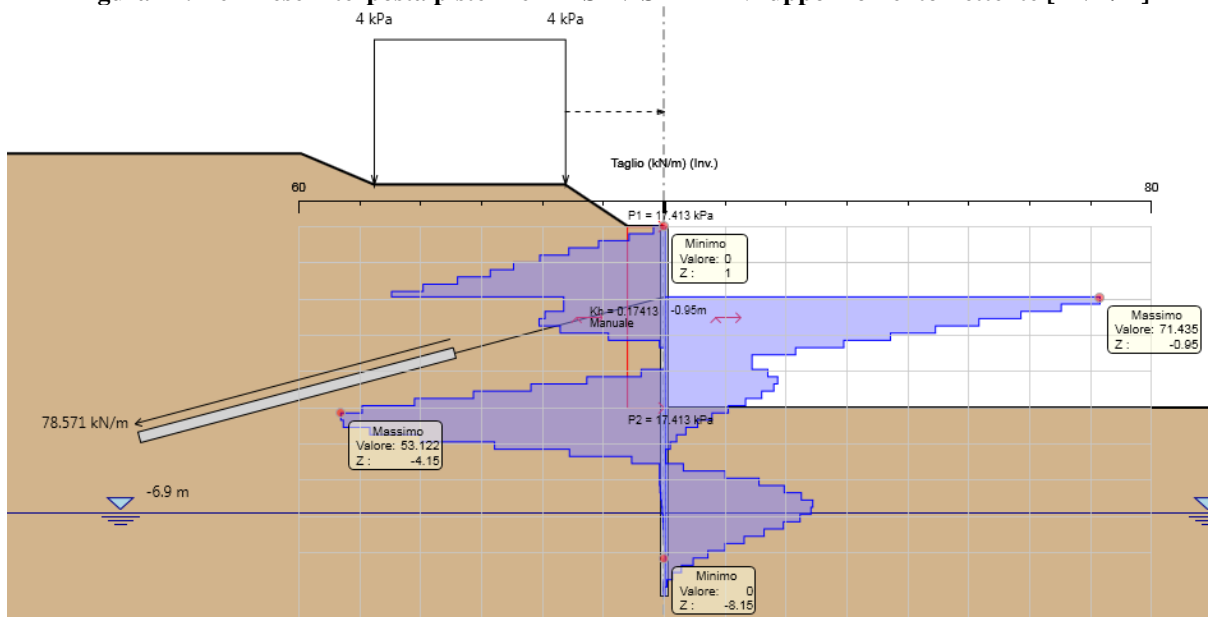 4 kPa
4 kPa
Taglio (kN/m) (Inv.)
60
80
P1 = 17.413 kPa
Minimo
Valore: 0
Z : 1
Kh = 0.17413
Manuale
-0.95m
Massimo
Valore: 71.435
Z : -0.95
78.571 kN/m
P2 = 17.413 kPa
Massimo
Valore: 53.122
Z : -4.15
-6.9 m
Minimo
Valore: 0
Z : -8.15